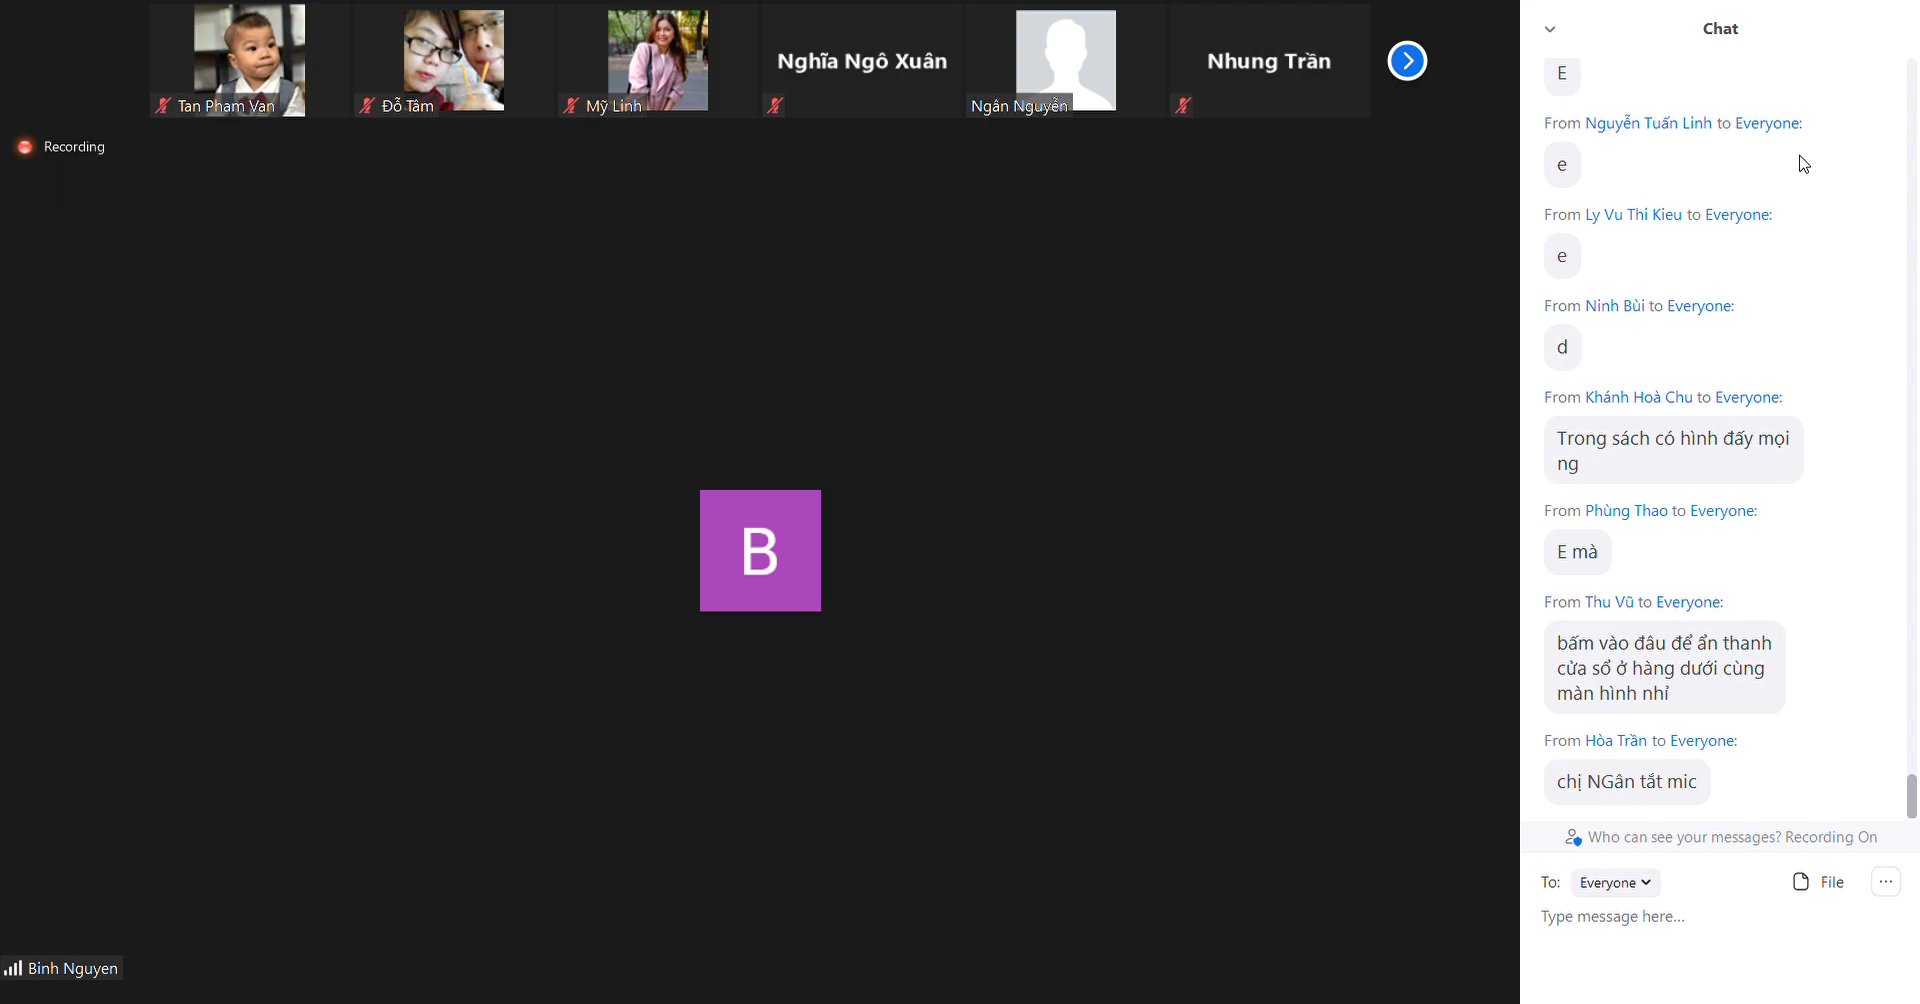 Tan Pham Van
Đỗ Tâm
Mỹ Linh
Nghĩa Ngô Xuân
Ngân Nguyễn
Nhung Trần
Recording
B
Binh Nguyen
Chat
E
From Nguyễn Tuấn Linh to Everyone:
e
From Ly Vu Thi Kieu to Everyone:
e
From Ninh Bùi to Everyone:
d
From Khánh Hoà Chu to Everyone:
Trong sách có hình đấy mọi
ng
From Phùng Thao to Everyone:
E mà
From Thu Vũ to Everyone:
bấm vào đâu để ẩn thanh
cửa sổ ở hàng dưới cùng
màn hình nhỉ
From Hòa Trần to Everyone:
chị NGân tắt mic
Who can see your messages? Recording On
To: Everyone File
Type message here...